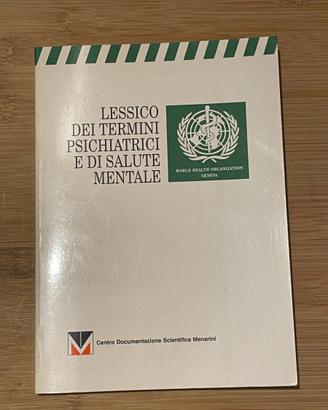 LESSICO
DEI TERMINI
PSICHIATRICI
E DI SALUTE
MENTALE
WORLD HEALTH ORGANIZATION
GENEVA
Centro Documentazione Scientifica Menarini